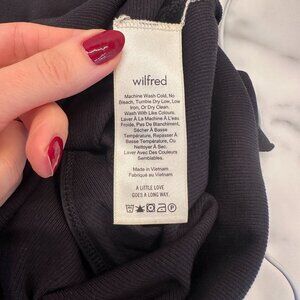 wilfred
Machine Wash Cold, No
Bleach, Tumble Dry Low, Low
Iron, Or Dry Clean.
Wash With Like Colours.
Laver À La Machine À L'eau
Froide, Pas De Blanchiment,
Sécher À Basse
Température, Repasser À
Basse Température, Ou
Nettoyer À Sec.
Laver Avec Des Couleurs
Semblables.
Made in Vietnam
Fabriqué au Vietnam
A LITTLE LOVE
GOES A LONG WAY.